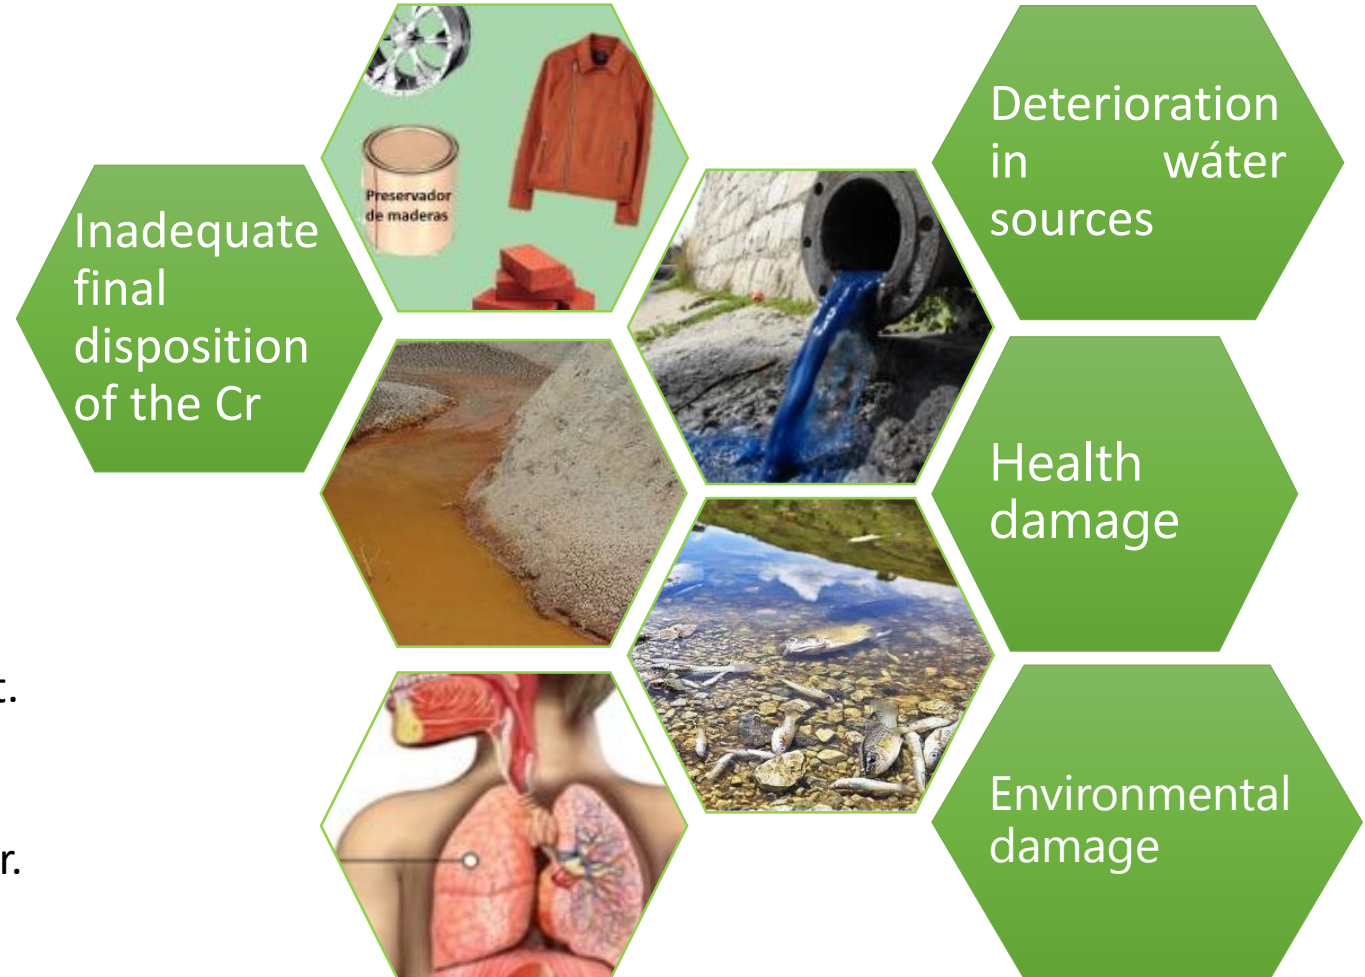 Inadequate
final
disposition
of the Cr
Preservador
de maderas
Deterioration
in wáter
sources
Health
damage
Environmental
damage